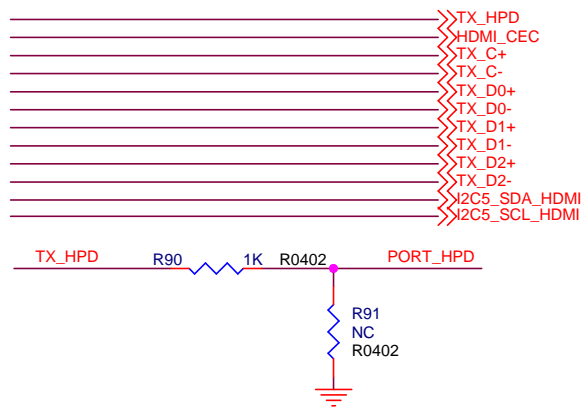 TX_HPD
HDMI_CEC
TX_C+
TX_C-
TX_D0+
TX_D0-
TX_D1+
TX_D1-
TX_D2+
TX_D2-
I2C5_SDA_HDMI
I2C5_SCL_HDMI
TX_HPD R90 1K R0402 PORT_HPD
R91
NC
R0402